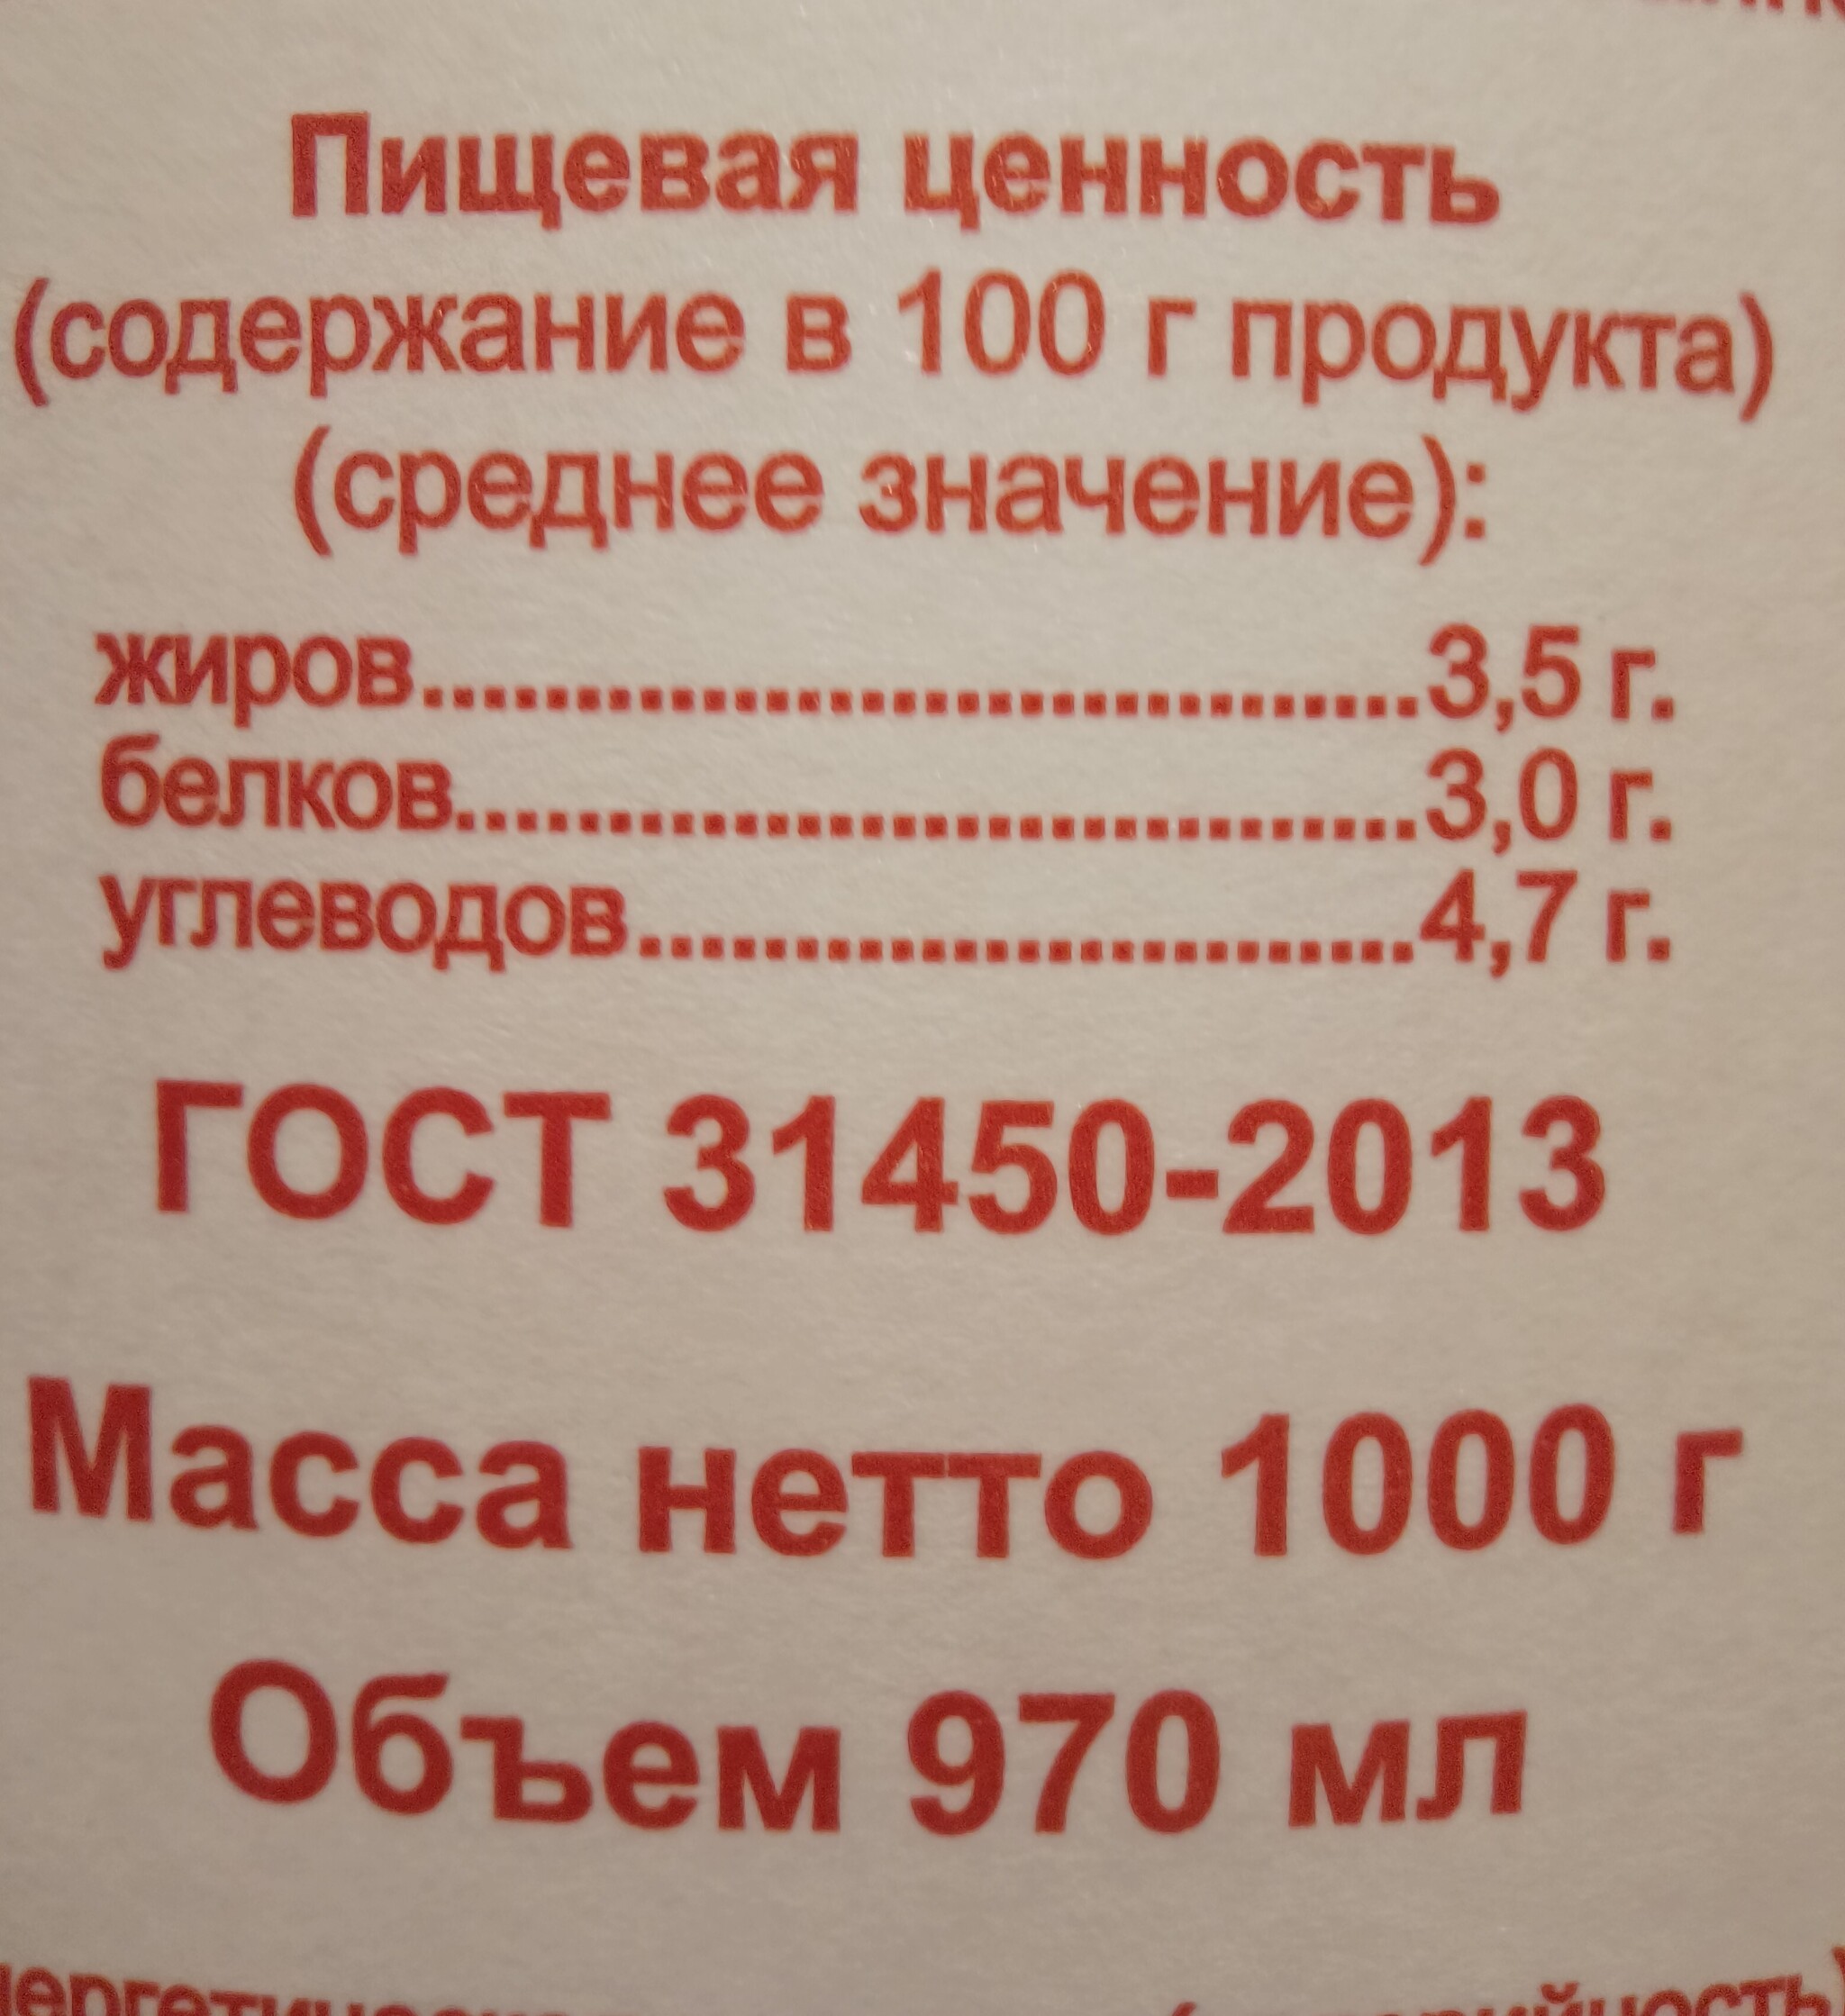 Пищевая ценность
(содержание в 100 г продукта)
(среднее значение):
жиров................................3,5 г.
белков...............................3,0 г.
углеводов.........................4,7 г.
ГОСТ 31450-2013
Масса нетто 1000 г
Объем 970 мл